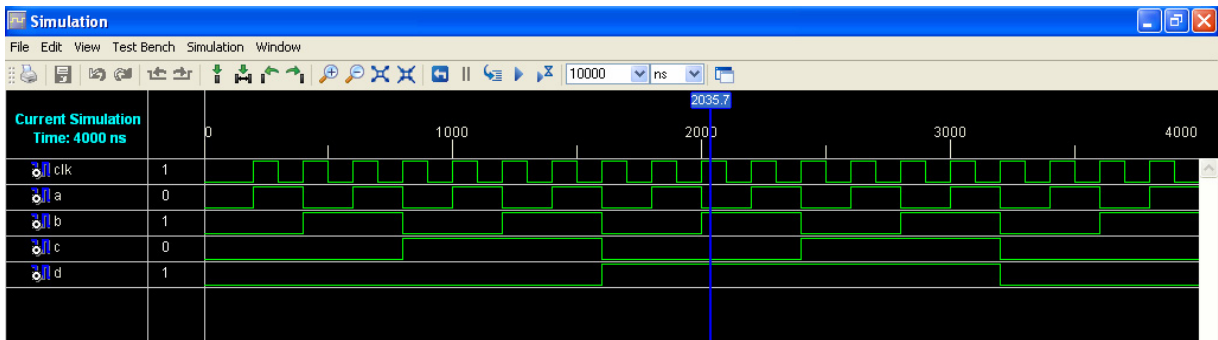 Simulation
File Edit View Test Bench Simulation Window
10000 ns
2035.7
Current Simulation
Time: 4000 ns
0 1000 2000 3000 4000
clk 1
a 0
b 1
c 0
d 1